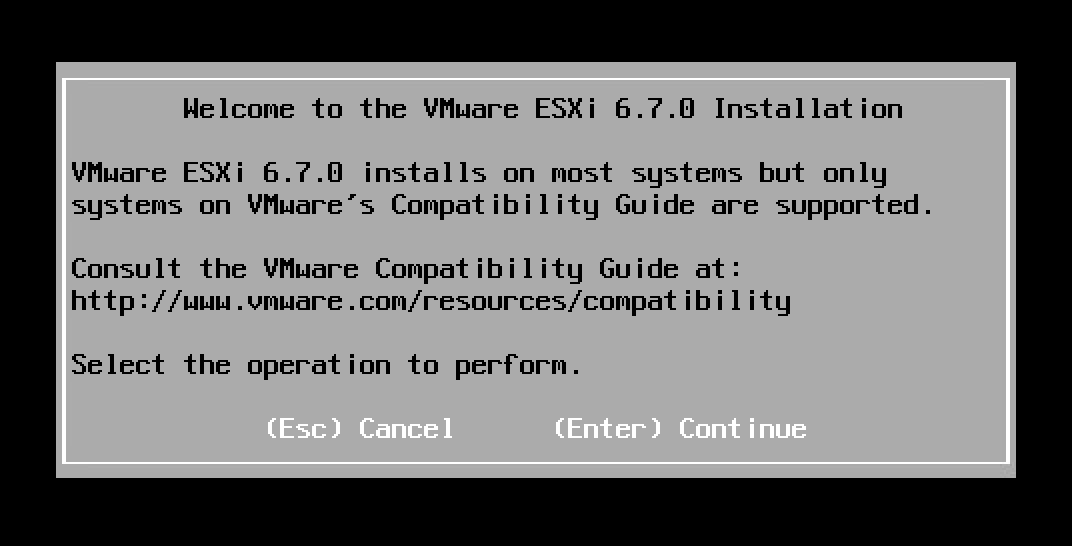 Welcome to the VMware ESXi 6.7.0 Installation
VMware ESXi 6.7.0 installs on most systems but only
systems on VMware's Compatibility Guide are supported.
Consult the VMware Compatibility Guide at:
http://www.vmware.com/resources/compatibility
Select the operation to perform.
(Esc) Cancel (Enter) Continue